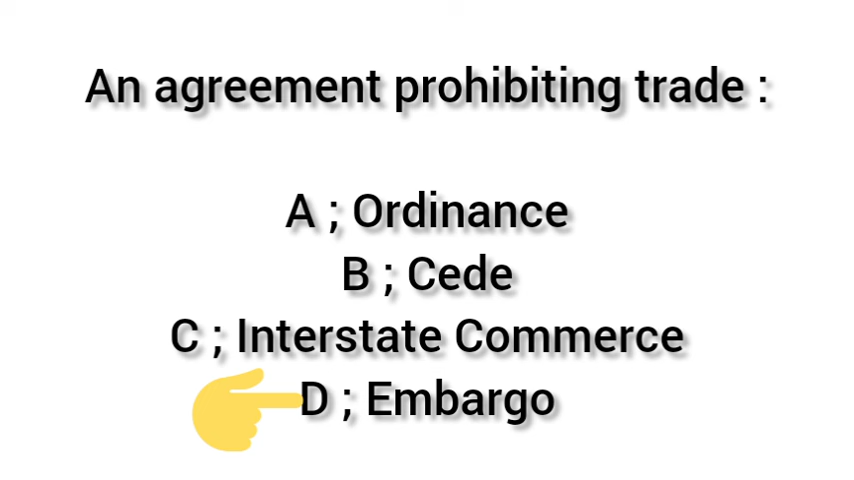 An agreement prohibiting trade :
A ; Ordinance
B ; Cede
C ; Interstate Commerce
D ; Embargo